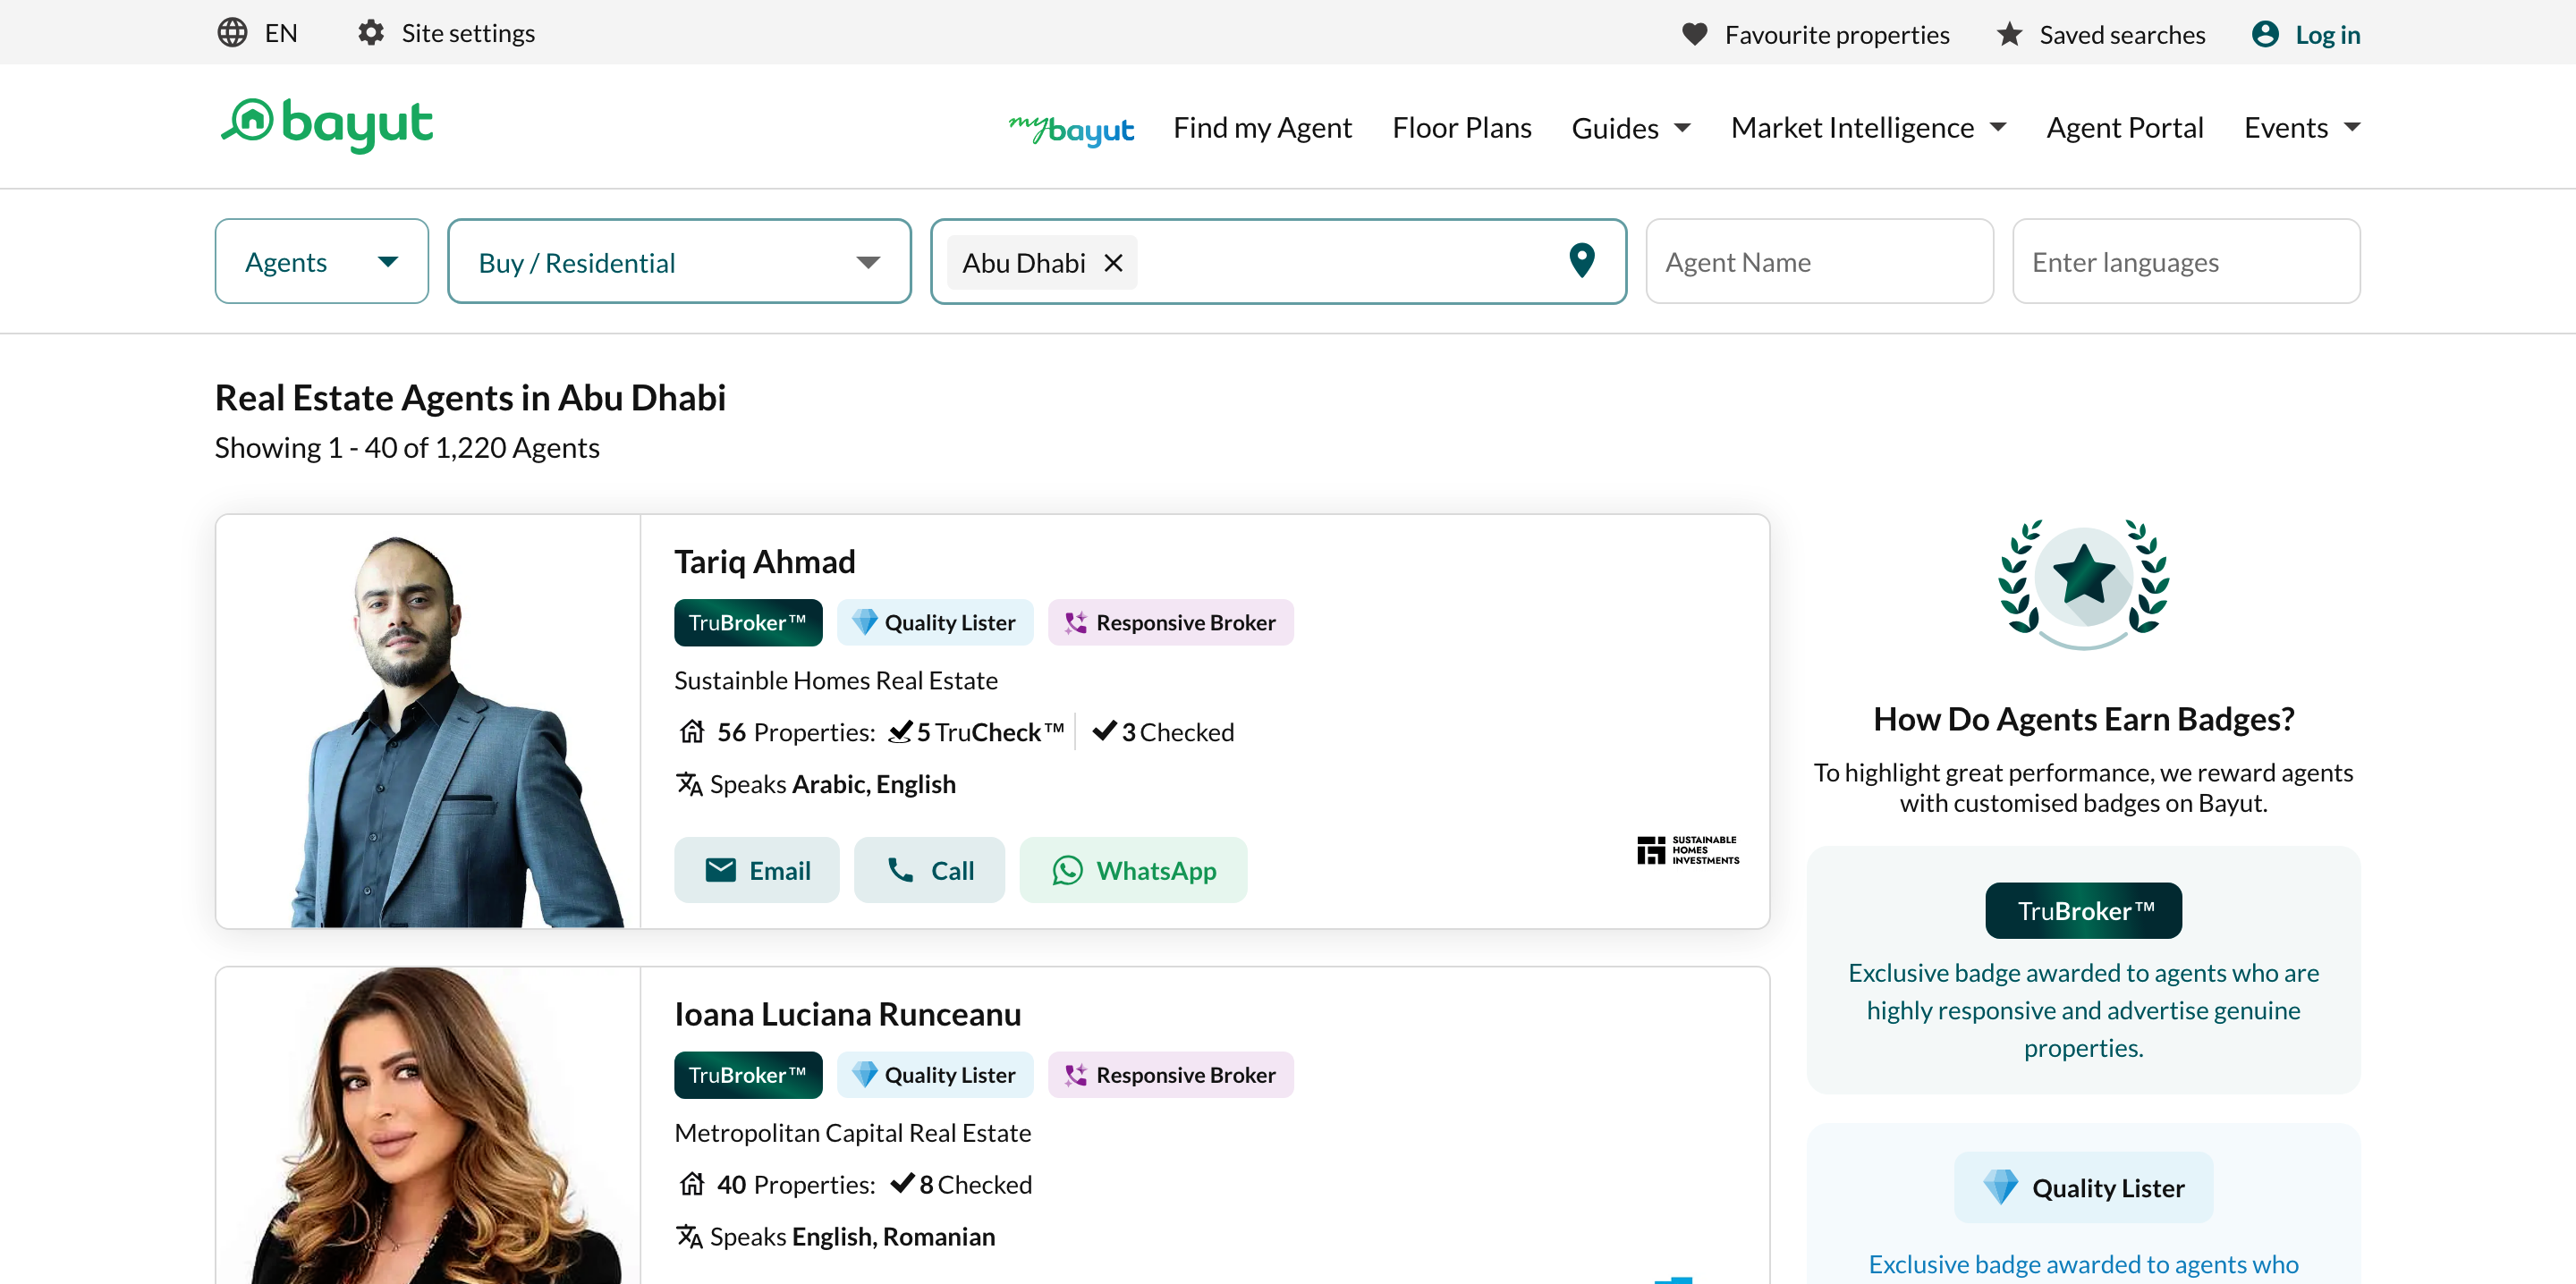 EN
Site settings
Favourite properties
Saved searches
Log in
bayut
mybayut
Find my Agent
Floor Plans
Guides
Market Intelligence
Agent Portal
Events
Agents
Buy / Residential
Abu Dhabi
Agent Name
Enter languages
Real Estate Agents in Abu Dhabi
Showing 1 - 40 of 1,220 Agents
Tariq Ahmad
TruBroker™
Quality Lister
Responsive Broker
Sustainble Homes Real Estate
56 Properties: 5 TruCheck™ 3 Checked
Speaks Arabic, English
Email
Call
WhatsApp
SUSTAINABLE
HOMES
INVESTMENTS
Ioana Luciana Runceanu
TruBroker™
Quality Lister
Responsive Broker
Metropolitan Capital Real Estate
40 Properties: 8 Checked
Speaks English, Romanian
How Do Agents Earn Badges?
To highlight great performance, we reward agents
with customised badges on Bayut.
TruBroker™
Exclusive badge awarded to agents who are
highly responsive and advertise genuine
properties.
Quality Lister
Exclusive badge awarded to agents who